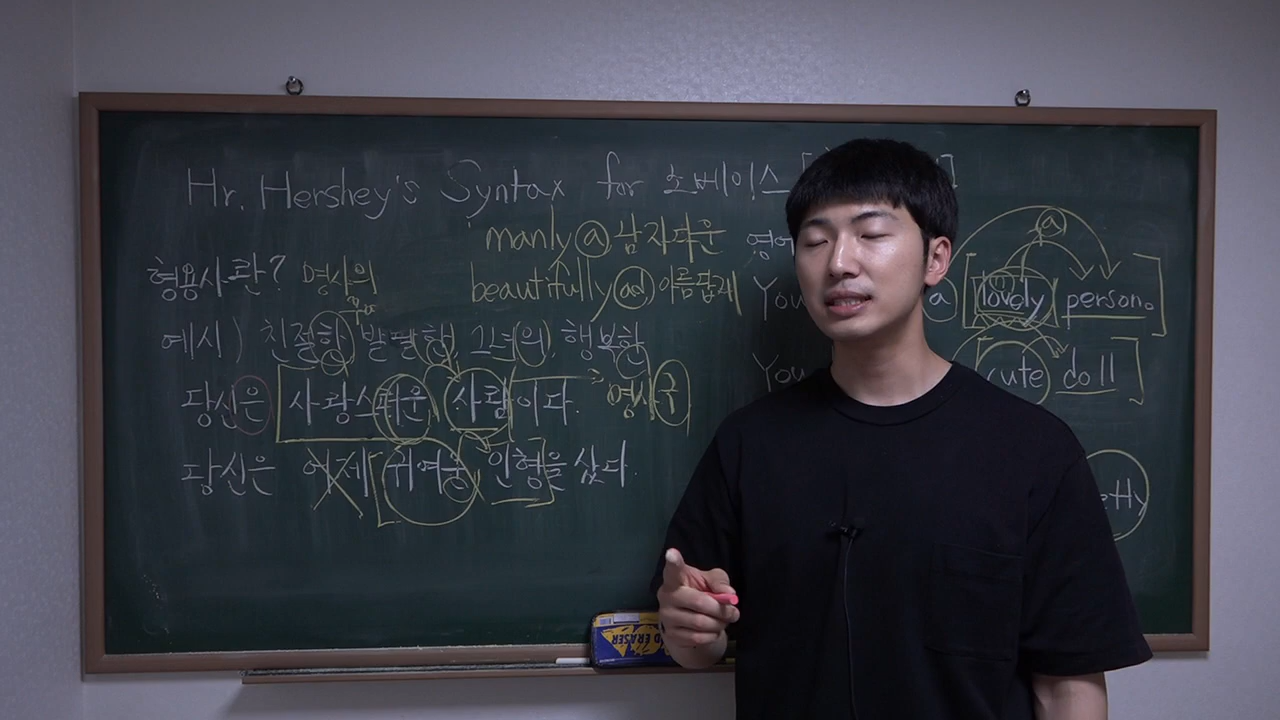 Mr. Hershey's Syntax for 노베이스 [
manly ⓐ 남자다운
영어
형용사란? 명사의
beautifully ad 아름답게
You a [lovely person.]
예시) 친절한 발랄한, 그녀의, 행복한
You cute doll]
당신은 [사랑스러운 사람]이다. 명사구
당신은 어제 [귀여운 인형]을 샀다.
ERASER